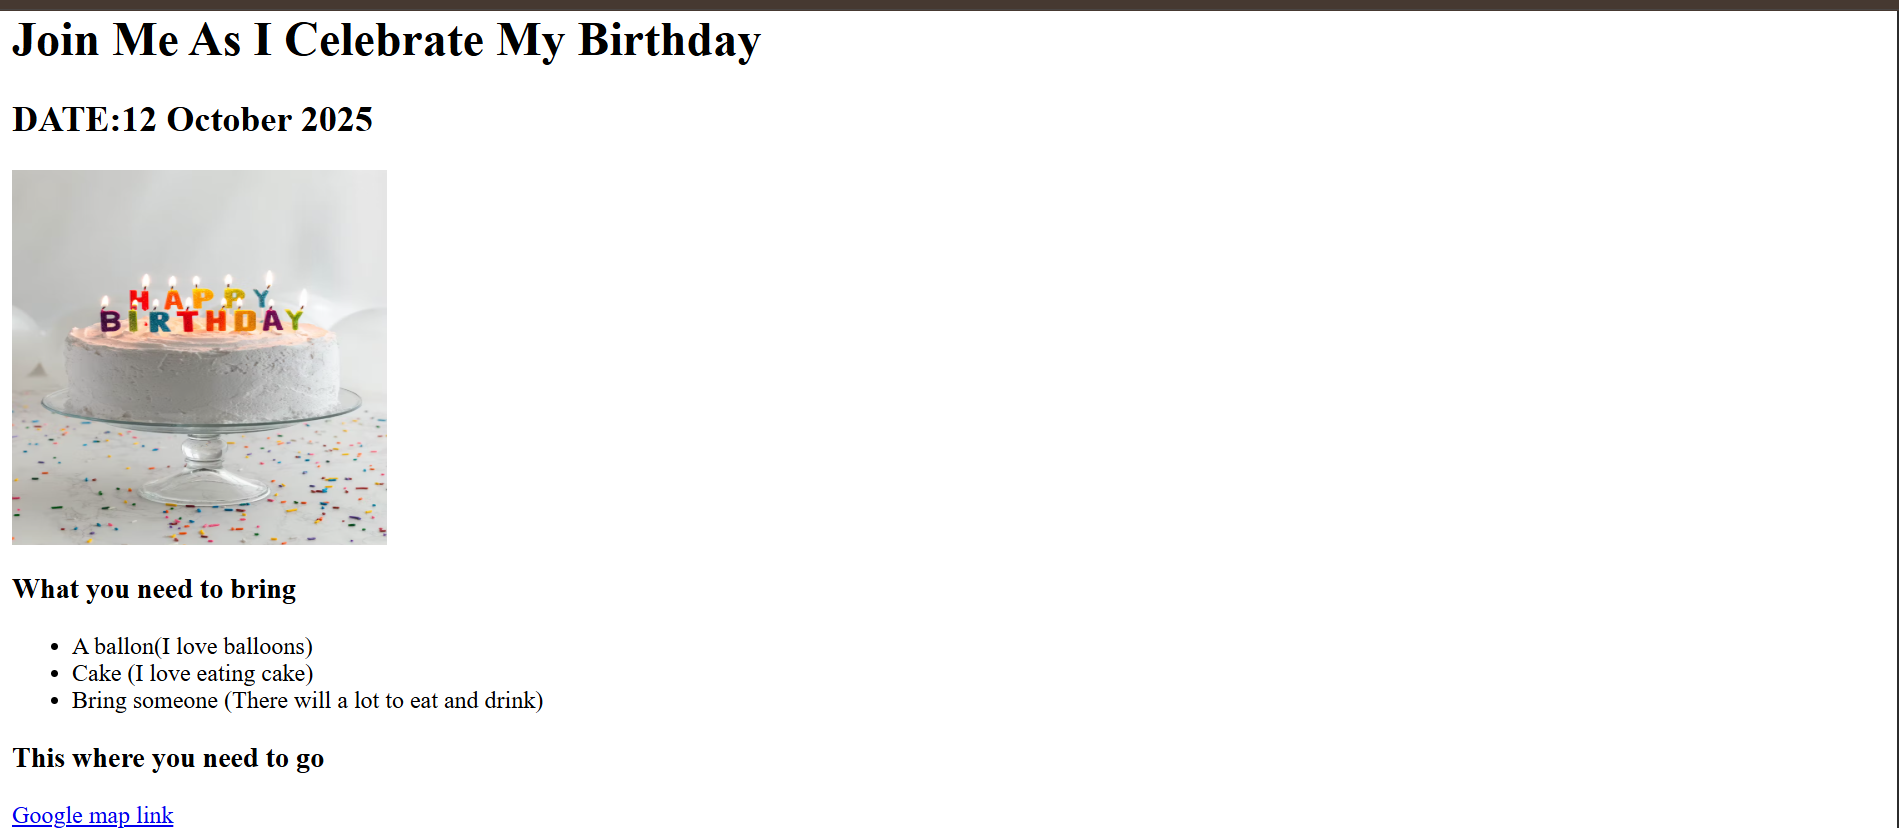 Join Me As I Celebrate My Birthday
DATE:12 October 2025
HAPPY
BIRTHDAY
What you need to bring
A ballon(I love balloons)
Cake (I love eating cake)
Bring someone (There will a lot to eat and drink)
This where you need to go
Google map link